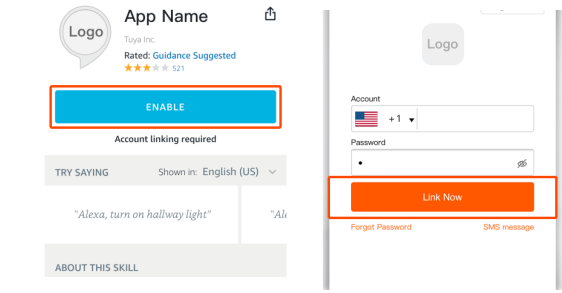 Logo
App Name
Tuya Inc.
Rated: Guidance Suggested
521
ENABLE
Account linking required
TRY SAYING
Shown in: English (US)
"Alexa, turn on hallway light"
"Al
ABOUT THIS SKILL
Logo
Account
+1
Password
Link Now
Forgot Password
SMS message